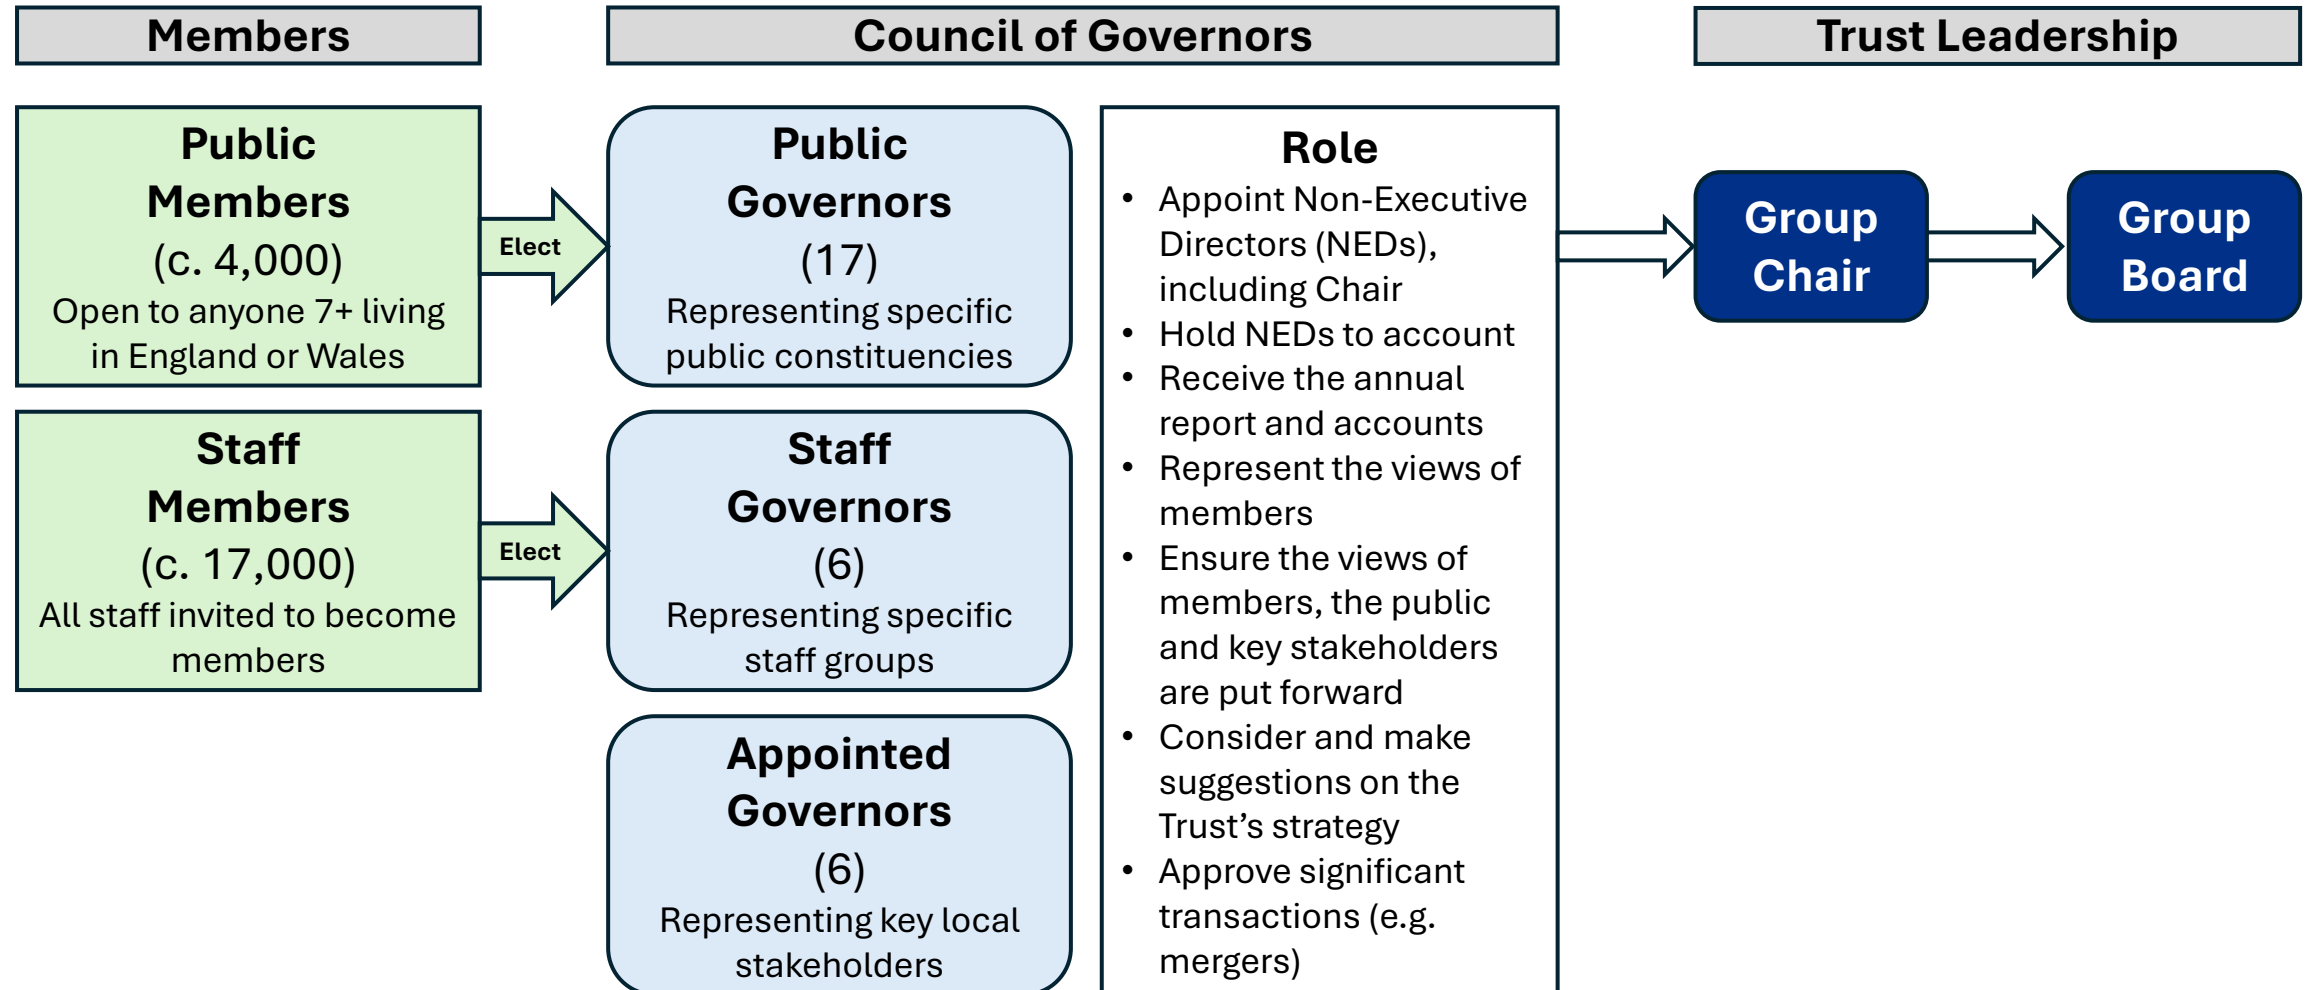 Members
Council of Governors
Trust Leadership
Public
Members
(c. 4,000)
Open to anyone 7+ living
in England or Wales
Elect
Public
Governors
(17)
Representing specific
public constituencies
Staff
Members
(c. 17,000)
All staff invited to become
members
Elect
Staff
Governors
(6)
Representing specific
staff groups
Appointed
Governors
(6)
Representing key local
stakeholders
Role
• Appoint Non-Executive
Directors (NEDs),
including Chair
• Hold NEDs to account
• Receive the annual
report and accounts
• Represent the views of
members
• Ensure the views of
members, the public
and key stakeholders
are put forward
• Consider and make
suggestions on the
Trust’s strategy
• Approve significant
transactions (e.g.
mergers)
Group
Chair
Group
Board